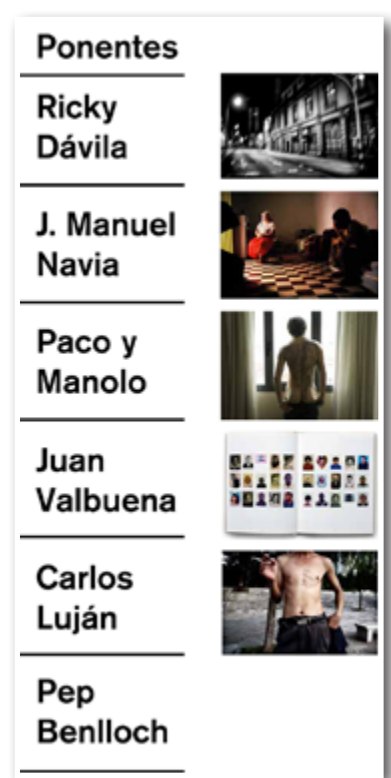 Ponentes
Ricky
Dávila
J. Manuel
Navia
Paco y
Manolo
Juan
Valbuena
Carlos
Luján
Pep
Benlloch